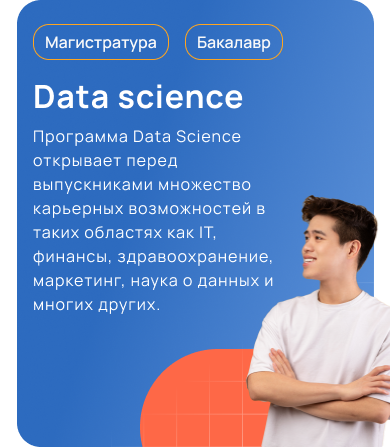 Магистратура Бакалавр
Data science
Программа Data Science
открывает перед
выпускниками множество
карьерных возможностей в
таких областях как IT,
финансы, здравоохранение,
маркетинг, наука о данных и
многих других.